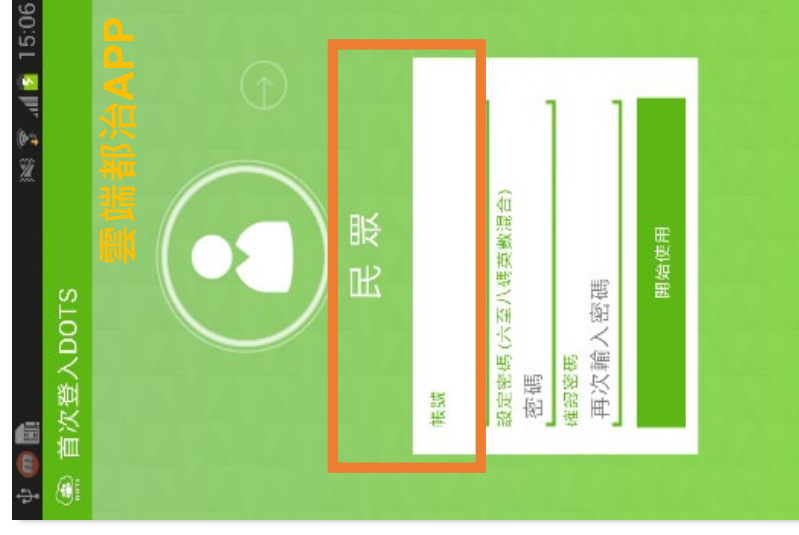 15:06
首次登入DOTS
DOTS
雲端都治APP
民眾
帳號
設定密碼 (六至八碼英數混合)
密碼
確認密碼
再次輸入密碼
開始使用